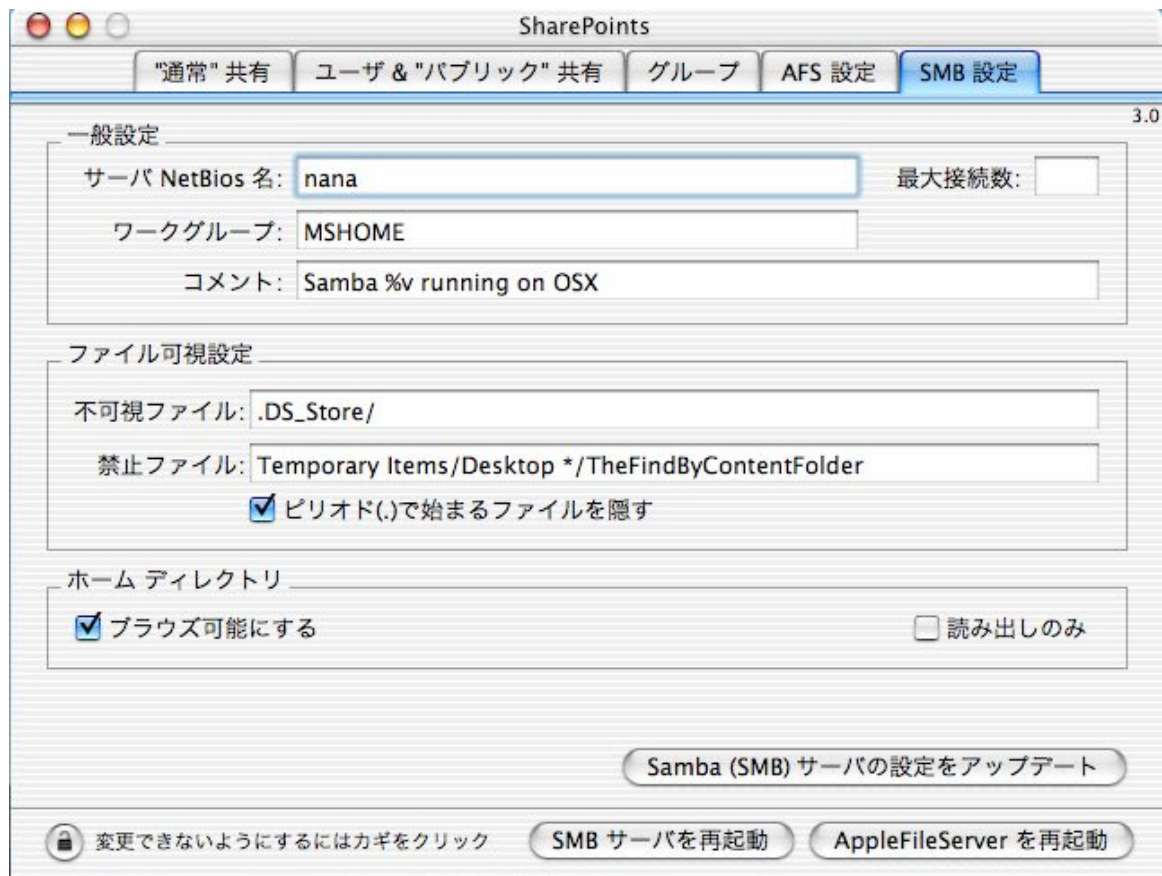 SharePoints
"通常" 共有 ユーザ & "パブリック" 共有 グループ AFS 設定 SMB 設定
3.0
一般設定
サーバ NetBios 名: nana 最大接続数:
ワークグループ: MSHOME
コメント: Samba %v running on OSX
ファイル可視設定
不可視ファイル: .DS_Store/
禁止ファイル: Temporary Items/Desktop */TheFindByContentFolder
ピリオド(.)で始まるファイルを隠す
ホーム ディレクトリ
ブラウズ可能にする 読み出しのみ
Samba (SMB) サーバの設定をアップデート
変更できないようにするにはカギをクリック SMB サーバを再起動 AppleFileServer を再起動